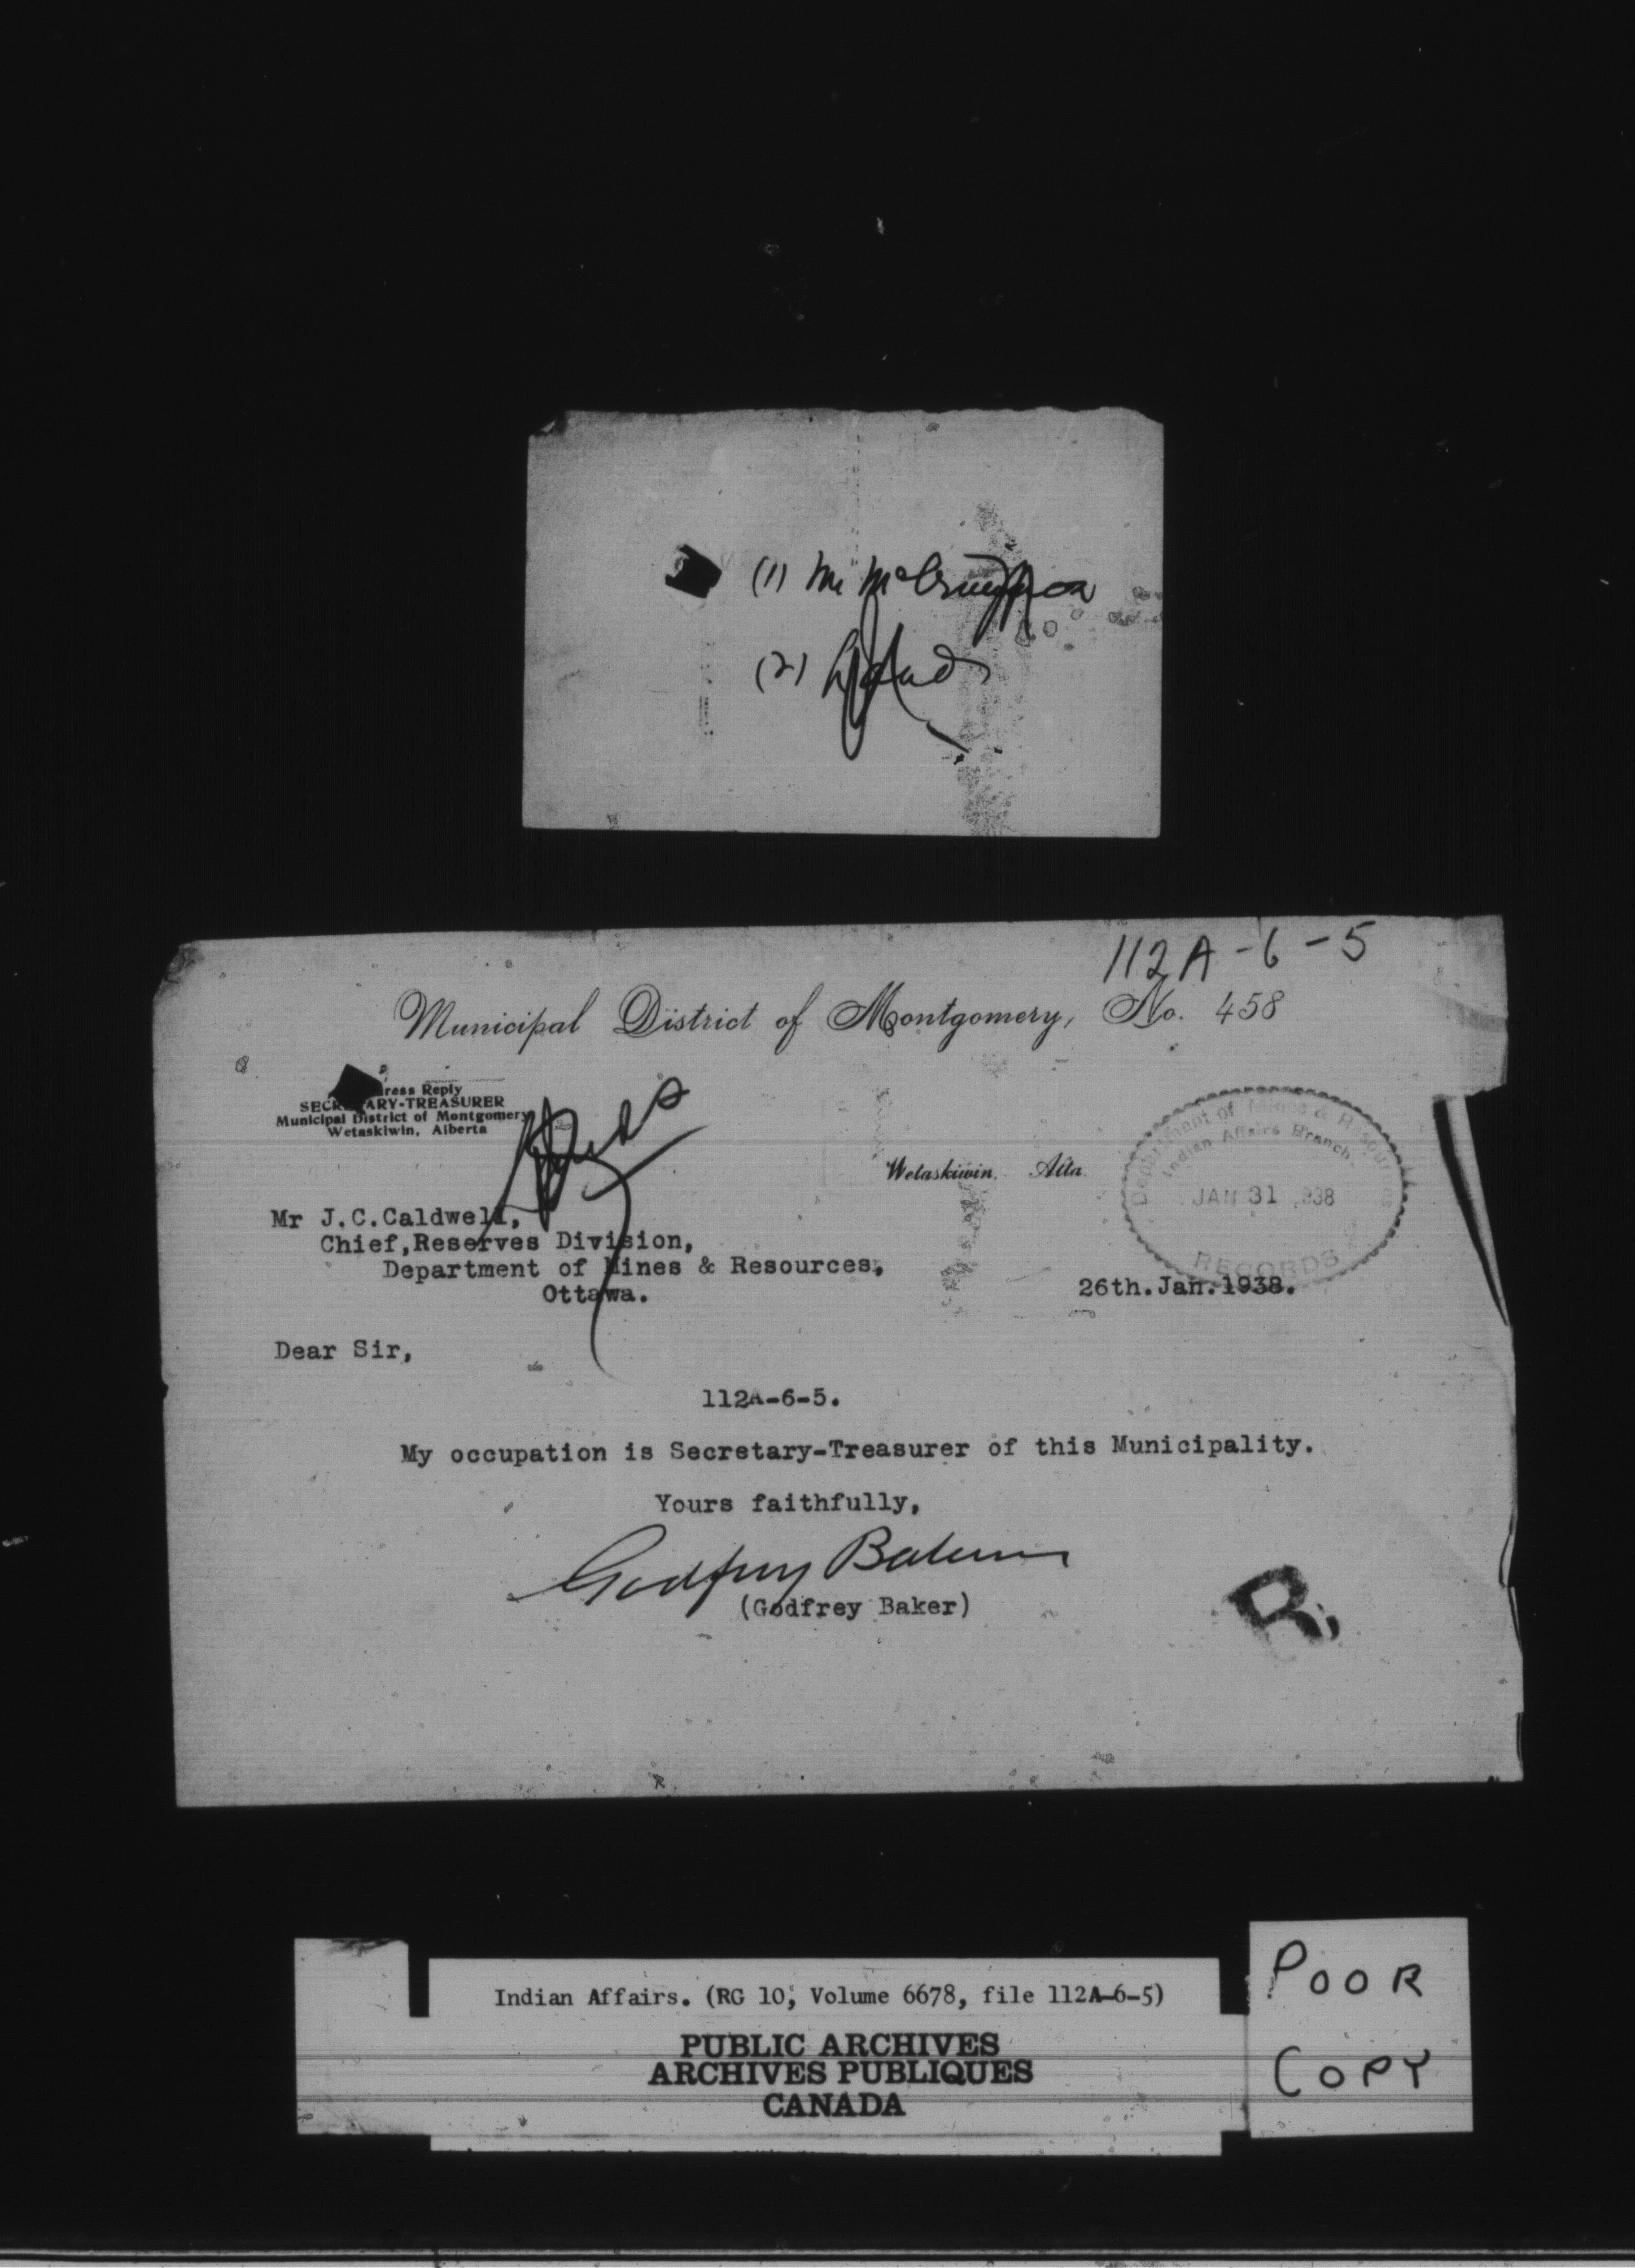 (1) Mr
(2)
112A-6-5
Municipal District of Montgomery, No. 458
Address Reply
SECRETARY-TREASURER
Municipal District of Montgomery
Wetaskiwin, Alberta
Wetaskiwin, Alta.
Department of Mines & Resources
Indian Affairs Branch.
JAN 31 1938
RECORDS
Mr J.C.Caldwell,
Chief,Reserves Division,
Department of Mines & Resources,
Ottawa.
26th.Jan.1938.
Dear Sir,
112A-6-5.
My occupation is Secretary-Treasurer of this Municipality.
Yours faithfully,
Godfrey Baker
(Godfrey Baker)
R
Indian Affairs. (RG 10, Volume 6678, file 112A-6-5)
PUBLIC ARCHIVES
ARCHIVES PUBLIQUES
CANADA
POOR
COPY